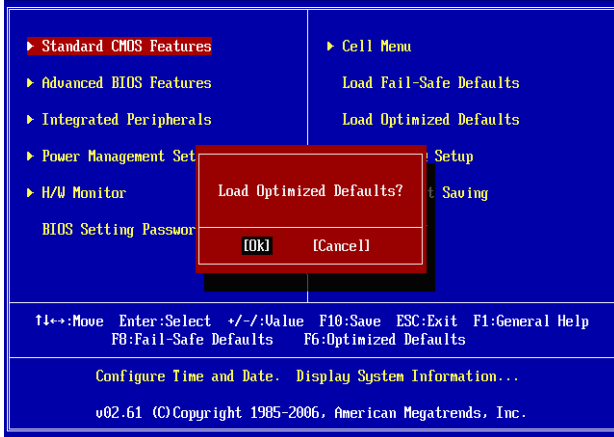 Standard CMOS Features
Cell Menu
Advanced BIOS Features
Load Fail-Safe Defaults
Integrated Peripherals
Load Optimized Defaults
Power Management Set
Setup
H/W Monitor
t Saving
BIOS Setting Passwor
Load Optimized Defaults?
[Ok] [Cancel]
↑↓←→:Move Enter:Select +/-/:Value F10:Save ESC:Exit F1:General Help
F8:Fail-Safe Defaults F6:Optimized Defaults
Configure Time and Date. Display System Information...
v02.61 (C)Copyright 1985-2006, American Megatrends, Inc.